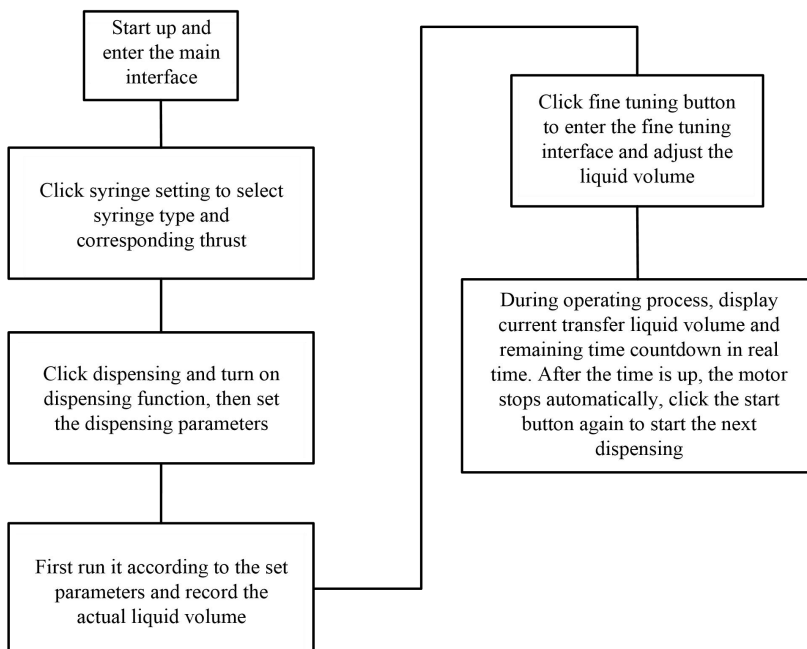 Start up and
enter the main
interface
Click syringe setting to select
syringe type and
corresponding thrust
Click dispensing and turn on
dispensing function, then set
the dispensing parameters
First run it according to the set
parameters and record the
actual liquid volume
Click fine tuning button
to enter the fine tuning
interface and adjust the
liquid volume
During operating process, display
current transfer liquid volume and
remaining time countdown in real
time. After the time is up, the motor
stops automatically, click the start
button again to start the next
dispensing